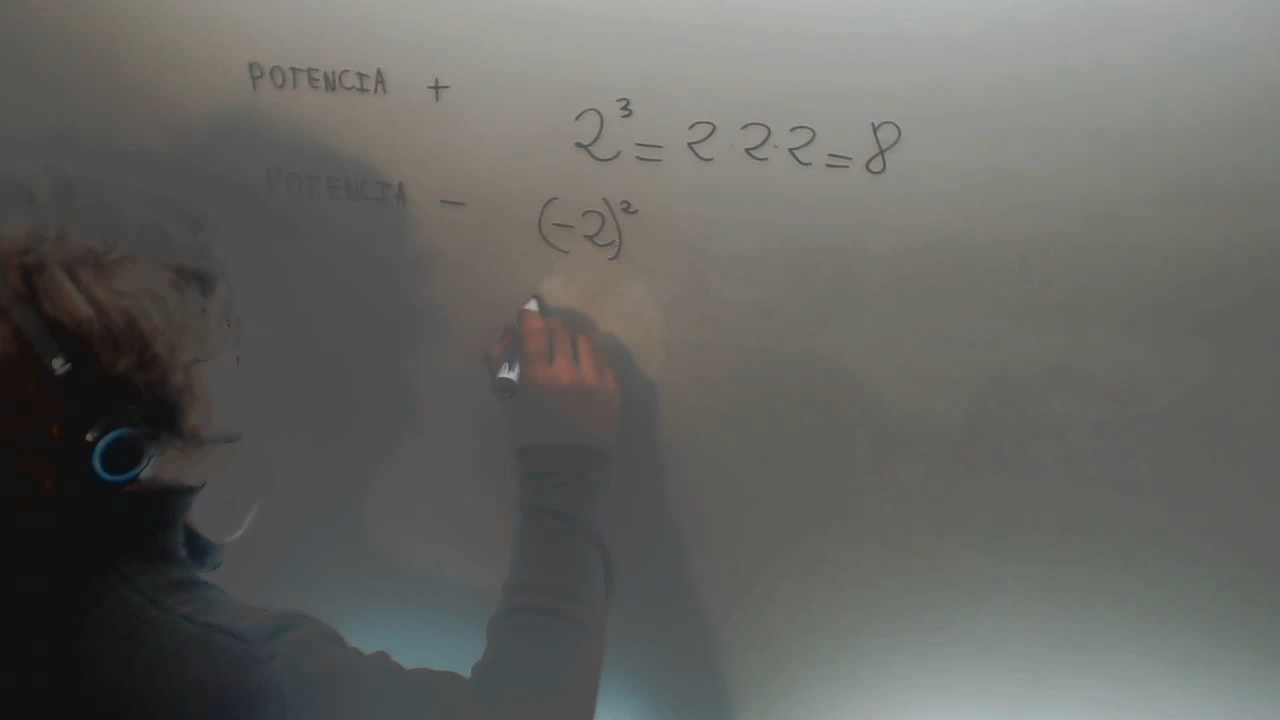 POTENCIA +
2³ = 2 2·2 = 8
POTENCIA −
(-2)²